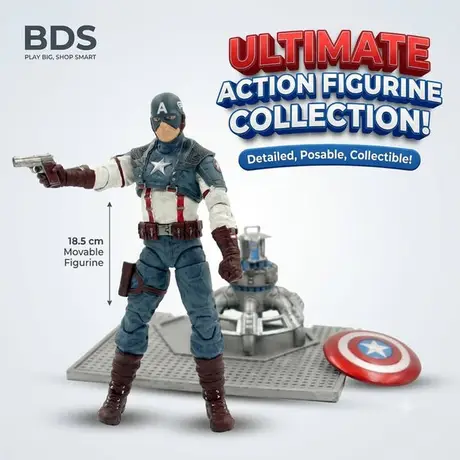 BDS
PLAY BIG, SHOP SMART
ULTIMATE
ACTION FIGURINE
COLLECTION!
Detailed, Posable, Collectible!
A
18.5 cm
Movable
Figurine